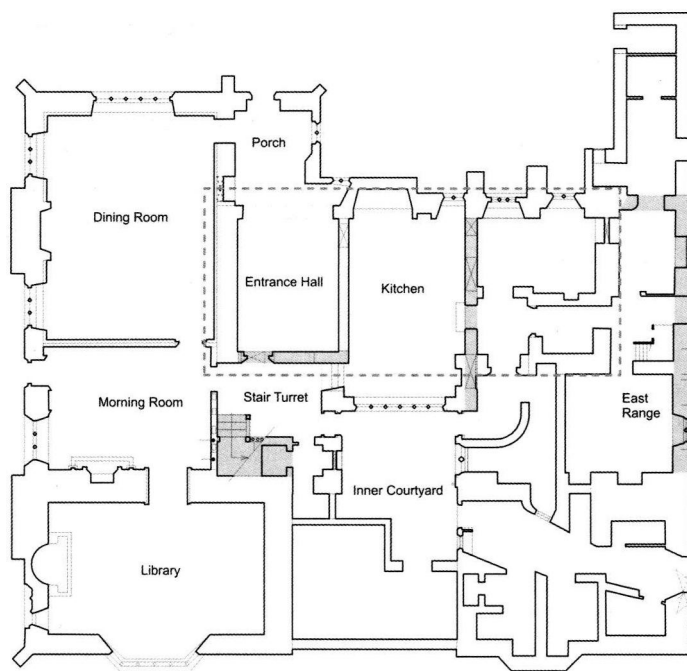 Porch
Dining Room
Entrance Hall
Kitchen
Morning Room
Stair Turret
East
Range
Inner Courtyard
Library